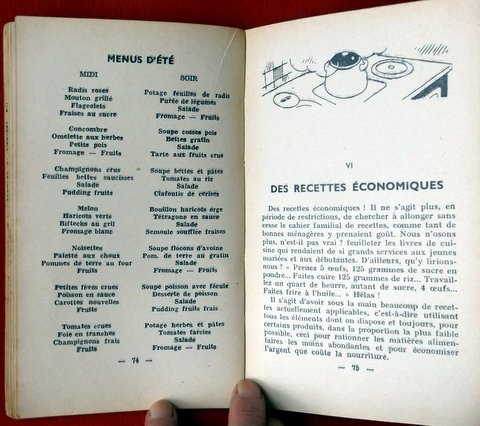 MENUS D'ÉTÉ
MIDI
Radis roses
Mouton grillé
Flageolets
Fraises au sucre
Concombre
Omelette aux herbes
Petits pois
Fromage — Fruits
Champignons crus
Feuilles bettes saucisses
Salade
Pudding fruits
Melon
Haricots verts
Biftecks au gril
Fromage blanc
Noisettes
Palette aux choux
Pommes de terre au four
Fruits
Petites fèves crues
Poisson en sauce
Carottes nouvelles
Fruits
Tomates crues
Foie en tranches
Champignons frais
Fruits
SOIR
Potage feuilles de radis
Purée de légumes
Salade
Fromage — Fruits
Soupe cosses pois
Bettes gratin
Salade
Tarte aux fruits crus
Soupe bettes et pâtes
Tomates au riz
Salade
Clafoutis de cerises
Bouillon haricots érge
Tétragone en sauce
Salade
Semoule soufflée fraises
Soupe flocons d'avoine
Pom. de terre au gratin
Salade
Fromage — Fruits
Soupe poisson avec fécule
Desserte de poisson
Salade
Pudding fruits frais
Potage herbes et pâtes
Tomates farcies
Salade
Fromage — Fruits
— 74 —
VI
DES RECETTES ÉCONOMIQUES
Des recettes économiques ! Il ne s'agit plus, en
période de restrictions, de chercher à allonger sans
cesse le cahier familial de recettes, comme tant de
bonnes ménagères y prenaient goût. Nous n'osons
plus, n'est-il pas vrai ? feuilleter les livres de cui-
sine qui rendaient de si grands services aux jeunes
mariées et aux débutantes. D'ailleurs, qu'y lirions-
nous ? « Prenez 5 œufs, 125 grammes de sucre en
poudre... Faites cuire 125 grammes de riz... Travail-
lez un quart de beurre, autant de sucre, 4 œufs...
Faites frire à l'huile... » Hélas !
Il s'agit d'avoir sous la main beaucoup de recet-
tes actuellement applicables, c'est-à-dire utilisant
tous les éléments dont on dispose et toujours, pour
certains produits, dans la proportion la plus faible
possible, ceci pour rationner les matières alimen-
taires les moins abondantes et pour économiser
l'argent que coûte la nourriture.
— 75 —